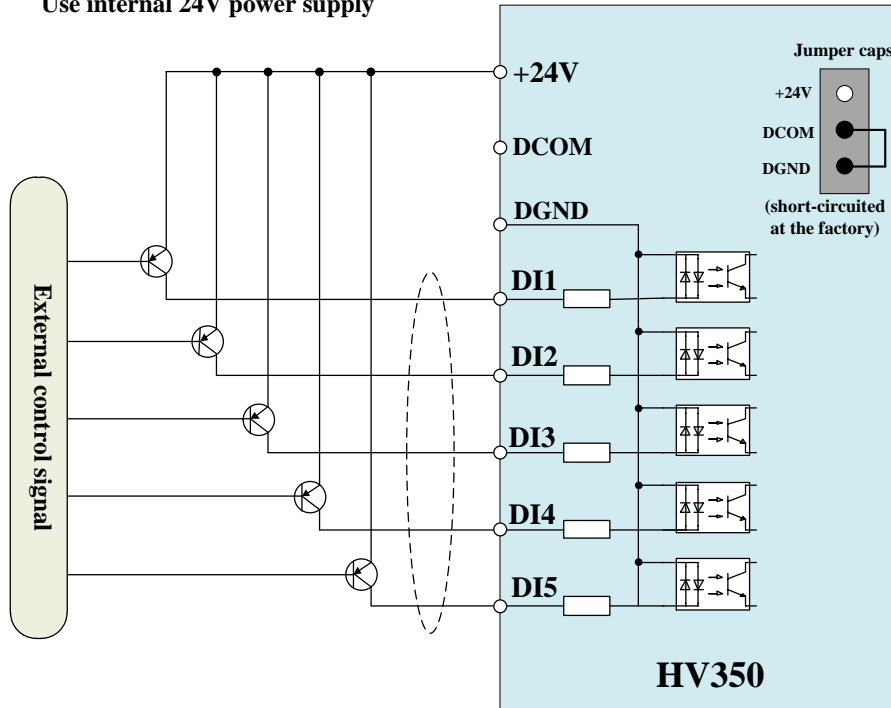 Use internal 24V power supply
Jumper caps
+24V
+24V
DCOM
DCOM
DGND
DGND
(short-circuited
at the factory)
External control signal
DI1
DI2
DI3
DI4
DI5
HV350